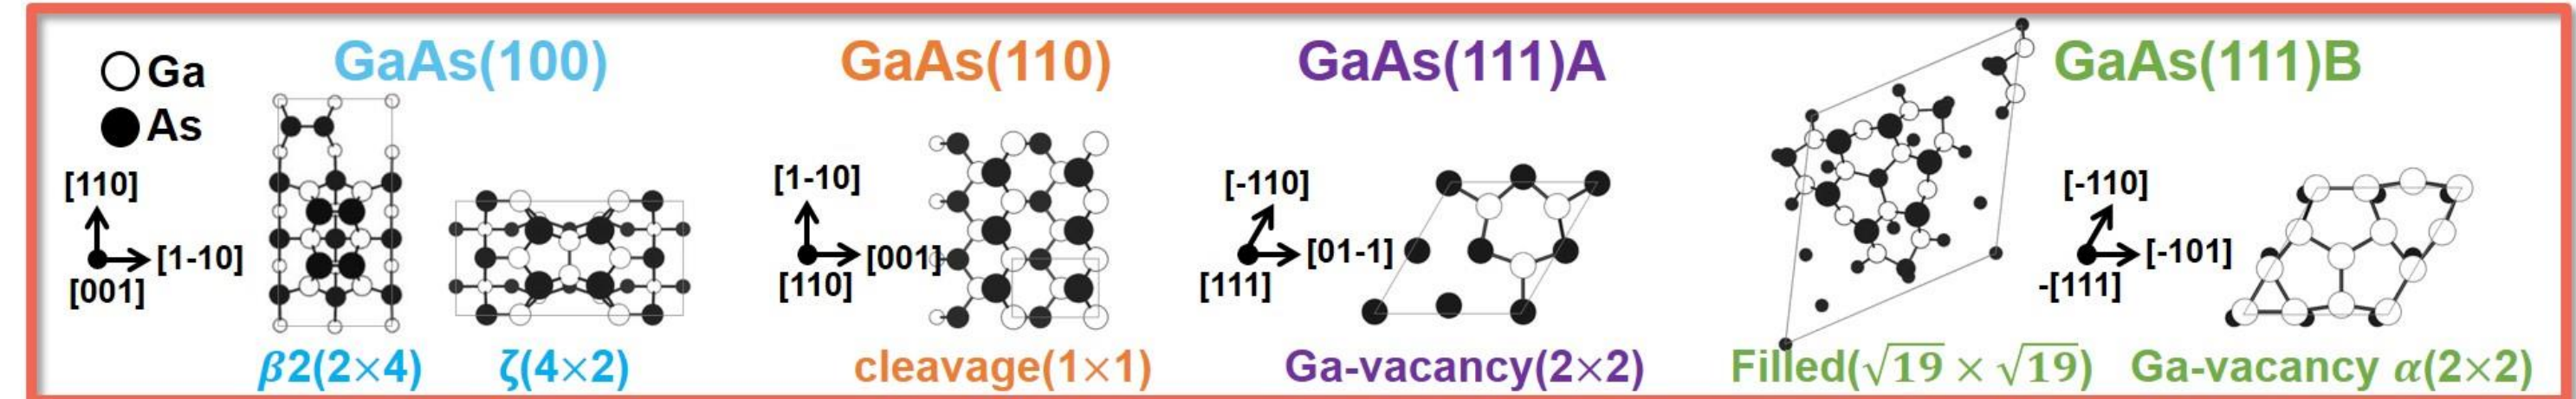 Ga
As
GaAs(100)
GaAs(110)
GaAs(111)A
GaAs(111)B
[110]
[1-10]
[001]
β2(2×4)
ζ(4×2)
[1-10]
[001]
[110]
cleavage(1×1)
[-110]
[01-1]
[111]
Ga-vacancy(2×2)
Filled(√19 × √19)
[-110]
[-101]
-[111]
Ga-vacancy α(2×2)